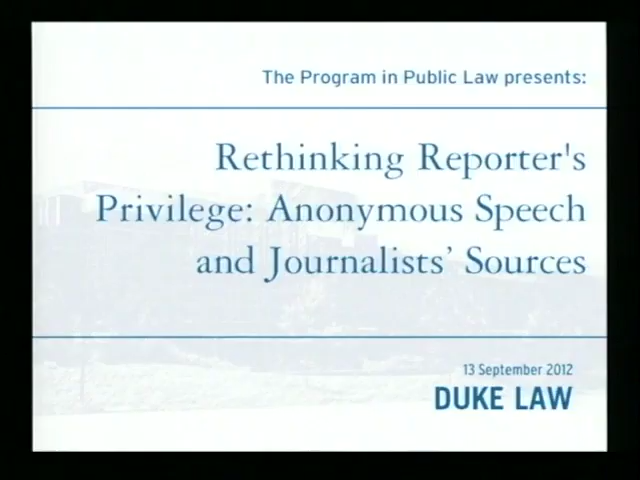 The Program in Public Law presents:
Rethinking Reporter's
Privilege: Anonymous Speech
and Journalists’ Sources
13 September 2012
DUKE LAW